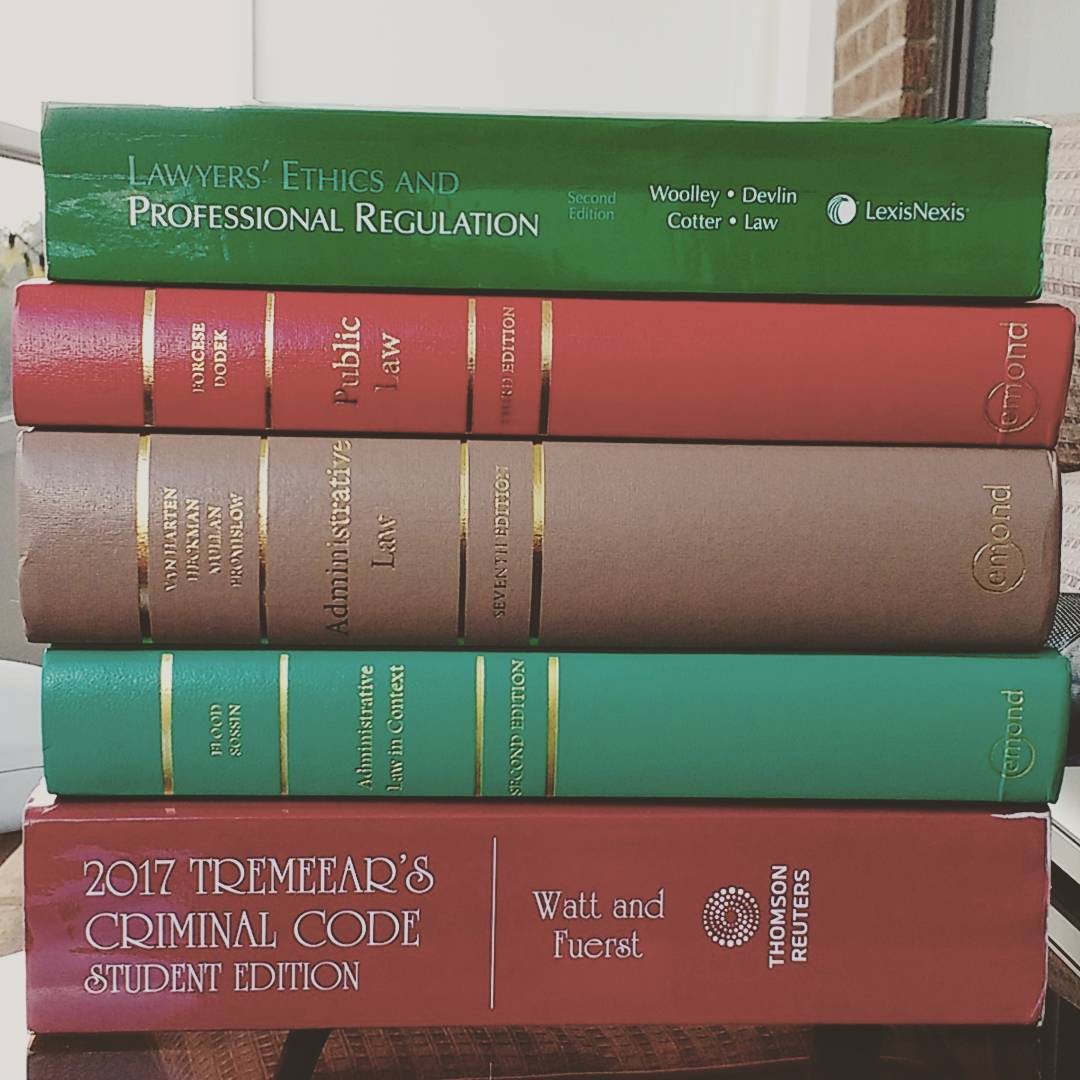 LAWYERS' ETHICS AND
PROFESSIONAL REGULATION
Second
Edition
Woolley • Devlin
Cotter • Law
LexisNexis
FORCESE
DODEK
Public
Law
THIRD EDITION
emond
VAN HARTEN
HECKMAN
MULLAN
PROMISLOW
Administrative
Law
SEVENTH EDITION
emond
FLOOD
SOSSIN
Administrative
Law in Context
SECOND EDITION
emond
2017 TREMEEAR'S
CRIMINAL CODE
STUDENT EDITION
Watt and
Fuerst
THOMSON
REUTERS